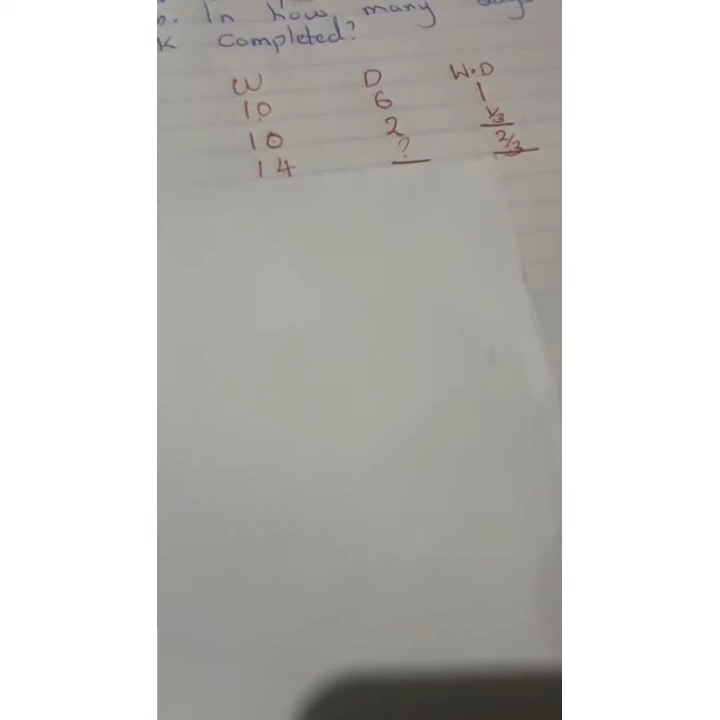 In how many
k completed?
W D W.D
10 6 1
10 2 1/3
14 ? 2/3